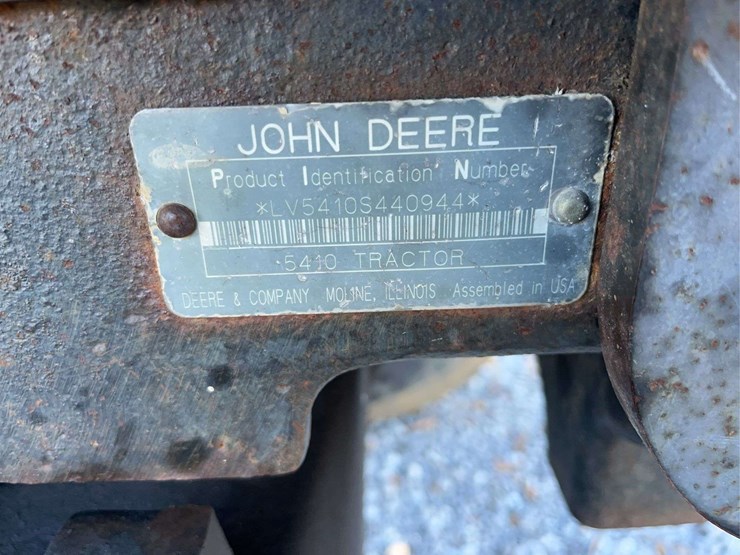 JOHN DEERE
Product Identification Number
*LV5410S440944*
5410 TRACTOR
DEERE & COMPANY MOLINE, ILLINOIS Assembled in USA